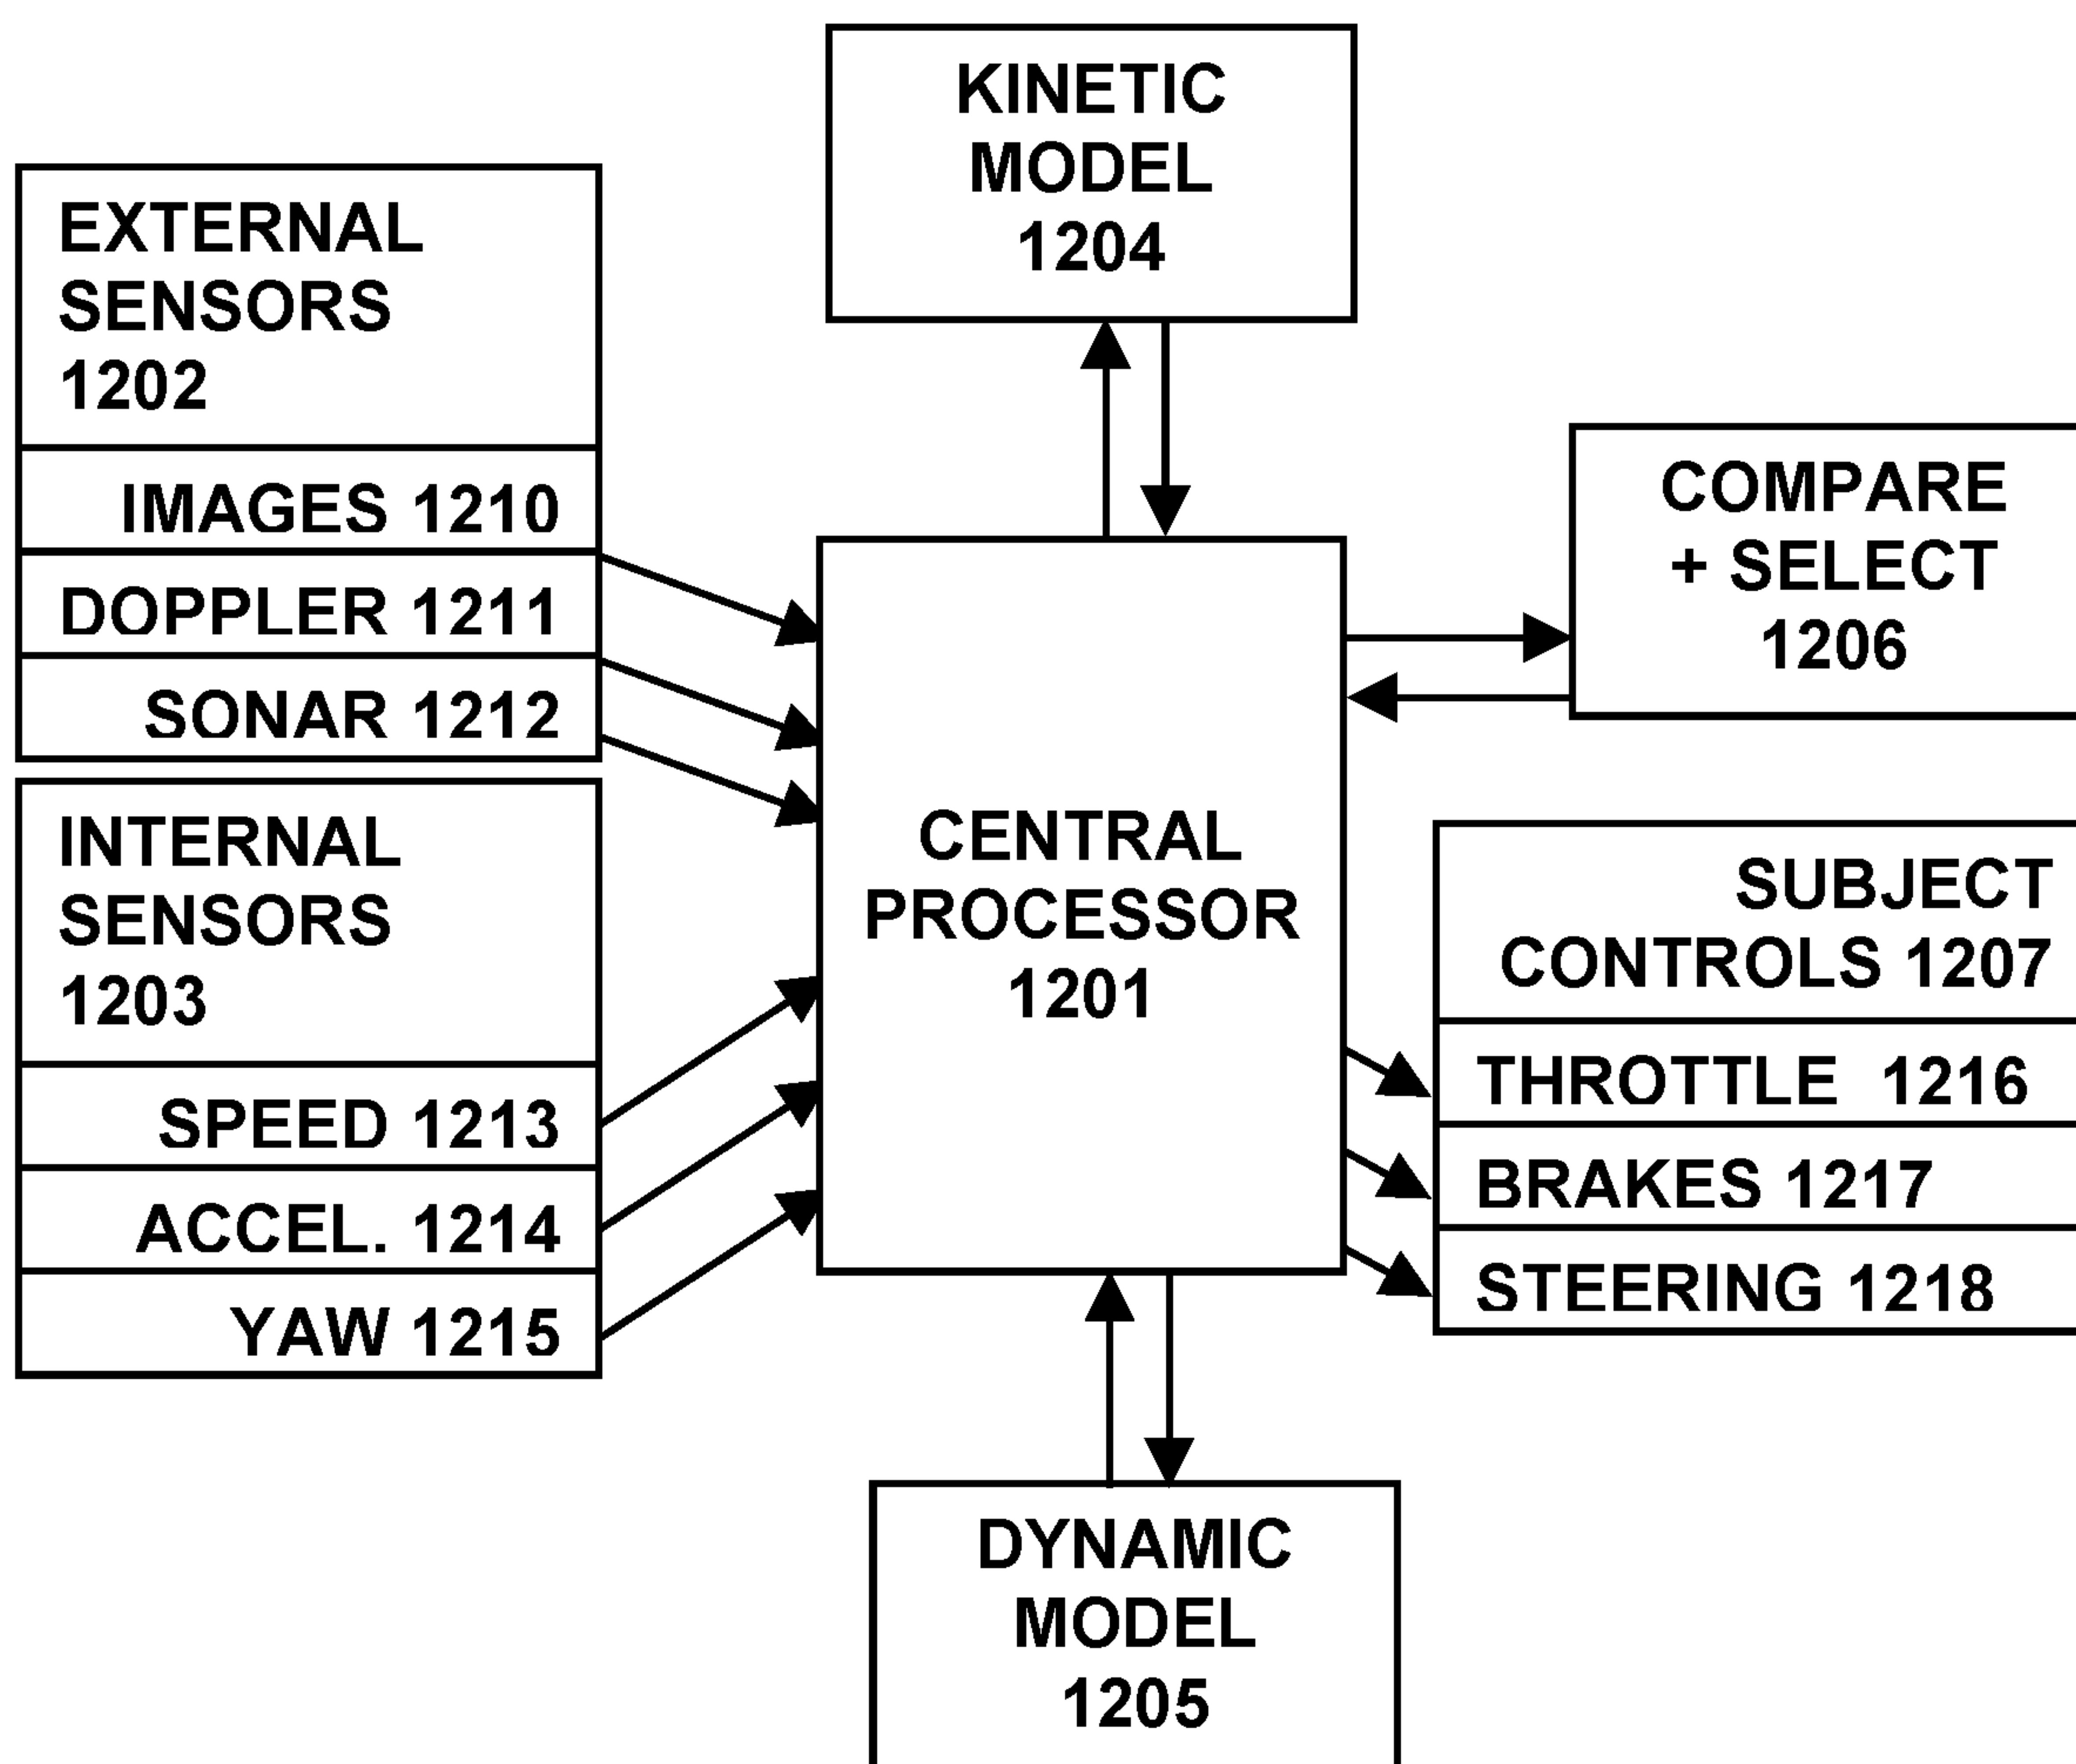 KINETIC
MODEL
1204
EXTERNAL
SENSORS
1202
IMAGES 1210
DOPPLER 1211
SONAR 1212
COMPARE
+ SELECT
1206
INTERNAL
SENSORS
1203
SPEED 1213
ACCEL. 1214
YAW 1215
CENTRAL
PROCESSOR
1201
SUBJECT
CONTROLS 1207
THROTTLE 1216
BRAKES 1217
STEERING 1218
DYNAMIC
MODEL
1205